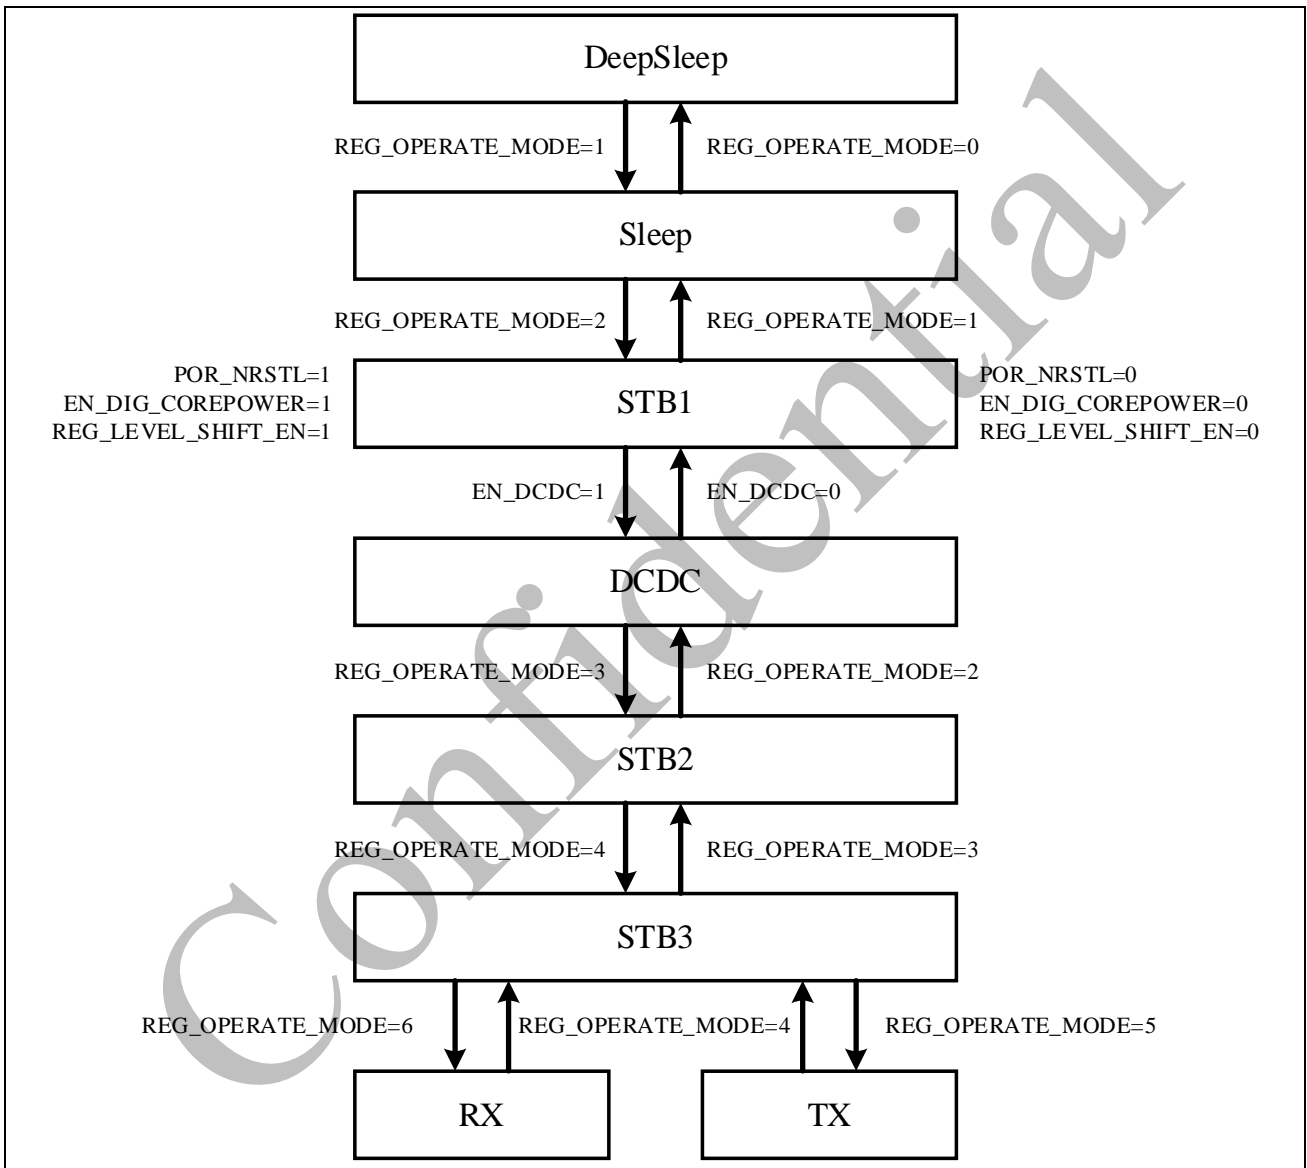 DeepSleep
REG_OPERATE_MODE=1
REG_OPERATE_MODE=0
Sleep
REG_OPERATE_MODE=2
REG_OPERATE_MODE=1
POR_NRSTL=1
EN_DIG_COREPOWER=1
REG_LEVEL_SHIFT_EN=1
STB1
POR_NRSTL=0
EN_DIG_COREPOWER=0
REG_LEVEL_SHIFT_EN=0
EN_DCDC=1
EN_DCDC=0
DCDC
REG_OPERATE_MODE=3
REG_OPERATE_MODE=2
STB2
REG_OPERATE_MODE=4
REG_OPERATE_MODE=3
STB3
REG_OPERATE_MODE=6
REG_OPERATE_MODE=4
REG_OPERATE_MODE=5
RX
TX
Confidential